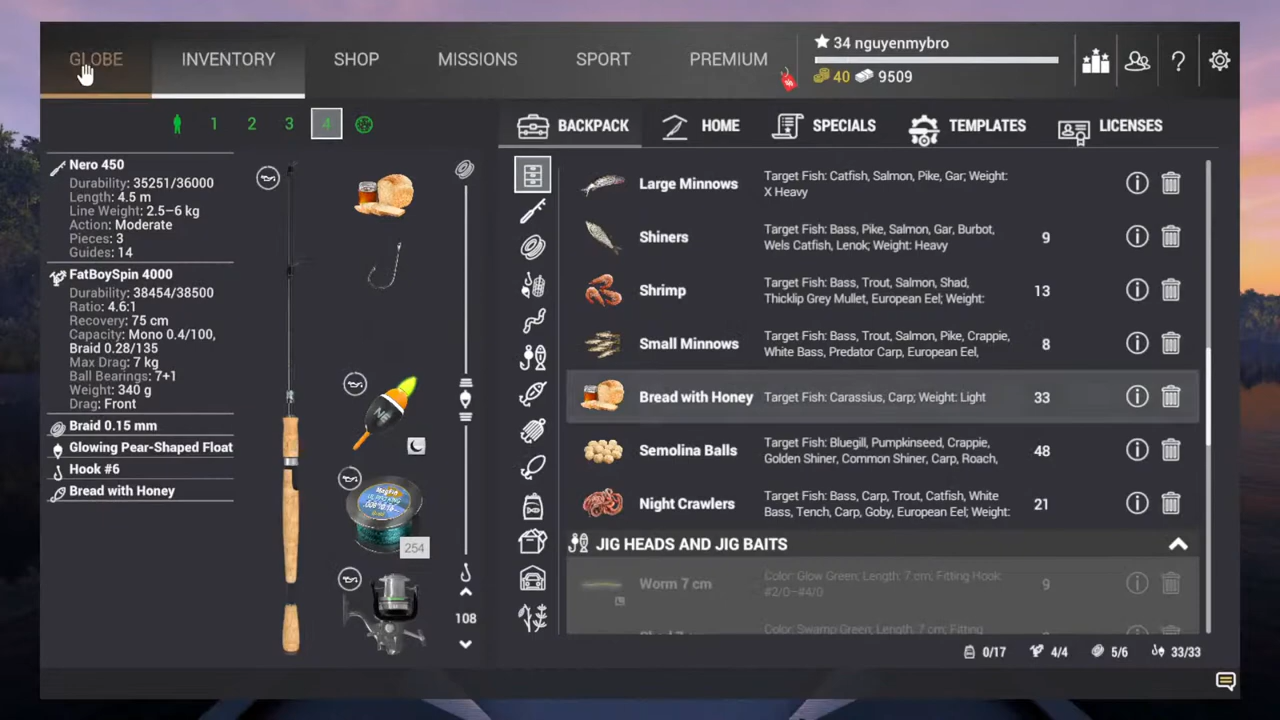 GLOBE
INVENTORY
SHOP
MISSIONS
SPORT
PREMIUM
34 nguyenmybro
40 9509
1 2 3 4
BACKPACK
HOME
SPECIALS
TEMPLATES
LICENSES
Nero 450
Durability: 35251/36000
Length: 4.5 m
Line Weight: 2.5–6 kg
Action: Moderate
Pieces: 3
Guides: 14
FatBoySpin 4000
Durability: 38454/38500
Ratio: 4.6:1
Recovery: 75 cm
Capacity: Mono 0.4/100,
Braid 0.28/135
Max Drag: 7 kg
Ball Bearings: 7+1
Weight: 340 g
Drag: Front
Braid 0.15 mm
Glowing Pear-Shaped Float
Hook #6
Bread with Honey
254
108
Large Minnows
Target Fish: Catfish, Salmon, Pike, Gar; Weight:
X Heavy
Shiners
Target Fish: Bass, Pike, Salmon, Gar, Burbot,
Wels Catfish, Lenok; Weight: Heavy
9
Shrimp
Target Fish: Bass, Trout, Salmon, Shad,
Thicklip Grey Mullet, European Eel; Weight:
13
Small Minnows
Target Fish: Bass, Trout, Salmon, Pike, Crappie,
White Bass, Predator Carp, European Eel,
8
Bread with Honey
Target Fish: Carassius, Carp; Weight: Light
33
Semolina Balls
Target Fish: Bluegill, Pumpkinseed, Crappie,
Golden Shiner, Common Shiner, Carp, Roach,
48
Night Crawlers
Target Fish: Bass, Carp, Trout, Catfish, White
Bass, Tench, Carp, Goby, European Eel; Weight:
21
JIG HEADS AND JIG BAITS
Worm 7 cm
Color: Glow Green; Length: 7 cm; Fitting Hook:
#2/0–#4/0
9
Color: Swamp Green; Length: 7 cm; Fitting
0/17 4/4 5/6 33/33